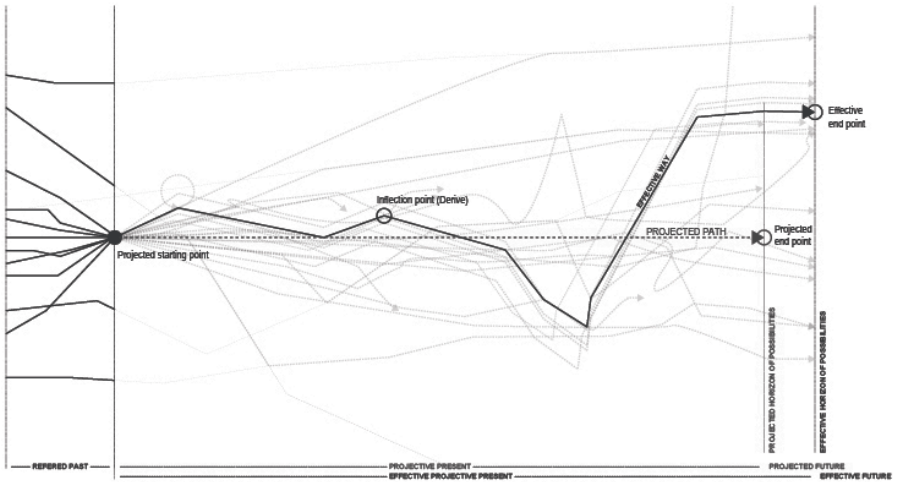 Effective
end point
EFFECTIVE WAY
Inflection point (Derive)
PROJECTED PATH
Projected
end point
Projected starting point
PROJECTED HORIZON OF POSSIBILITIES
EFFECTIVE HORIZON OF POSSIBILITIES
REFERED PAST
PROJECTIVE PRESENT
PROJECTED FUTURE
EFFECTIVE PROJECTIVE PRESENT
EFFECTIVE FUTURE